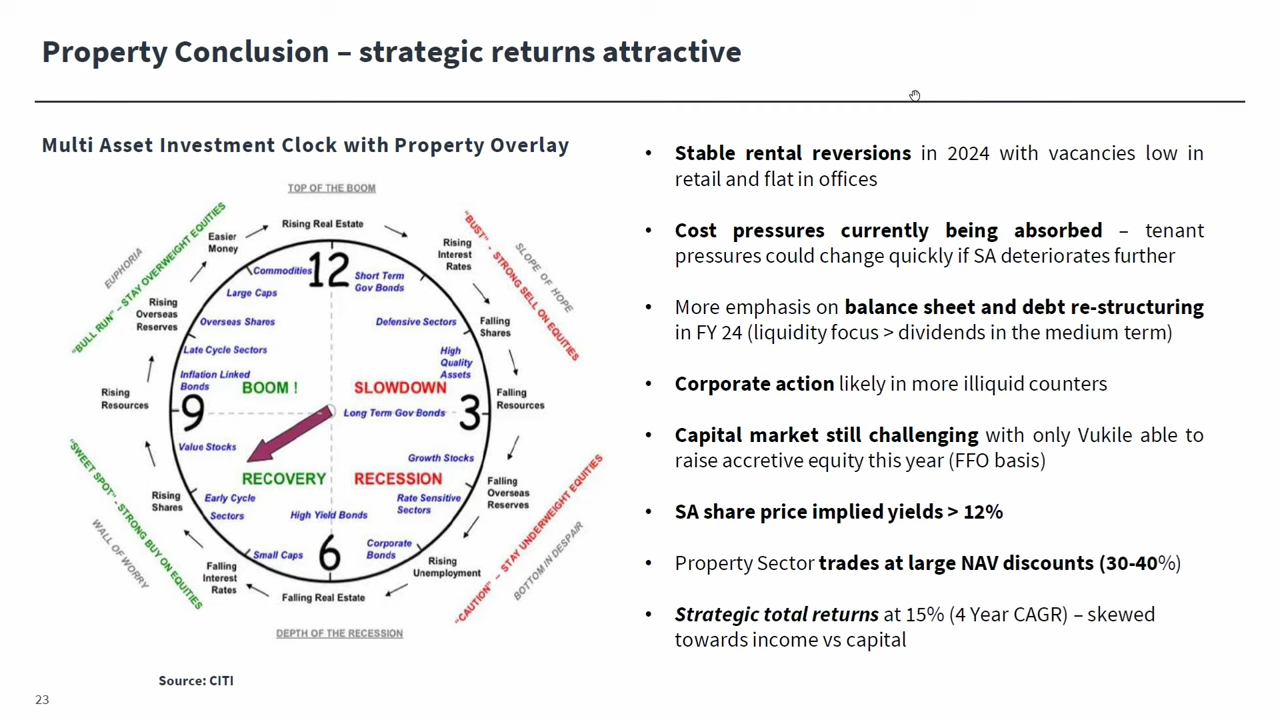 Property Conclusion – strategic returns attractive
Multi Asset Investment Clock with Property Overlay
TOP OF THE BOOM
Rising Real Estate
Easier
Money
Rising
Interest
Rates
"BULL RUN" – STAY OVERWEIGHT EQUITIES
EUPHORIA
"BUST" - STRONG SELL ON EQUITIES
SLOPE OF HOPE
Commodities
12
Short Term
Gov Bonds
Large Caps
Rising
Overseas
Reserves
Overseas Shares
Defensive Sectors
Falling
Shares
Late Cycle Sectors
High
Quality
Assets
Inflation Linked
Bonds
BOOM !
SLOWDOWN
Rising
Resources
9
Long Term Gov Bonds
3
Falling
Resources
Value Stocks
Growth Stocks
RECOVERY
RECESSION
Falling
Overseas
Reserves
Rising
Shares
Early Cycle
Sectors
High Yield Bonds
Rate Sensitive
Sectors
Small Caps
6
Corporate
Bonds
Falling
Interest
Rates
Rising
Unemployment
Falling Real Estate
"SWEET SPOT" - STRONG BUY ON EQUITIES
WALL OF WORRY
"CAUTION" – STAY UNDERWEIGHT EQUITIES
BOTTOM IN DESPAIR
DEPTH OF THE RECESSION
Source: CITI
• Stable rental reversions in 2024 with vacancies low in
retail and flat in offices
• Cost pressures currently being absorbed – tenant
pressures could change quickly if SA deteriorates further
• More emphasis on balance sheet and debt re-structuring
in FY 24 (liquidity focus > dividends in the medium term)
• Corporate action likely in more illiquid counters
• Capital market still challenging with only Vukile able to
raise accretive equity this year (FFO basis)
• SA share price implied yields > 12%
• Property Sector trades at large NAV discounts (30-40%)
• Strategic total returns at 15% (4 Year CAGR) – skewed
towards income vs capital
23